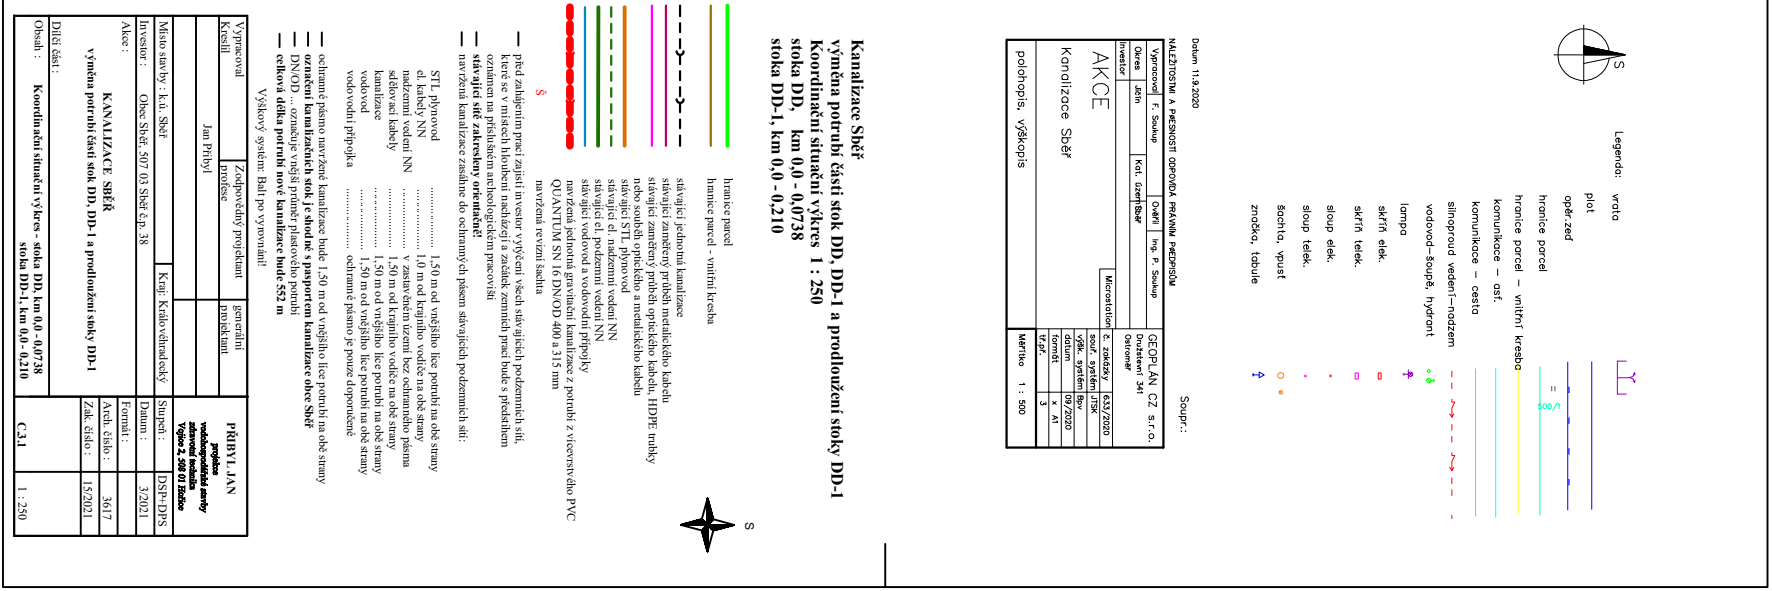 S
Legenda:
vrata
plot
opěr.zeď
=
500/1
hranice parcel
hranice parcel – vnitřní kresba
komunikace – asf.
komunikace – cesta
silnoproud vedení–nadzem
vodovod–šoupě, hydrant
lampa
skříň elek.
skříň telek.
sloup elek.
sloup telek.
šachta, vpust
značka, tabule
Soupr.:
Datum 11.9.2020
NÁLEŽITOSTMI A PŘESNOSTÍ ODPOVÍDÁ PRÁVNÍM PŘEDPISŮM
Vypracoval F. Soukup Ověřil Ing. P. Soukup
Okres Jičín Kat. území Sběř
Investor
GEOPLÁN CZ s.r.o.
Družstevní 341
Ostroměř
AKCE
Kanalizace Sběř
Microstation
č. zakázky 633/2020
souř. systém JTSK
výšk. systém Bpv
datum 09/2020
formát x A1
tř.př. 3
polohopis, výškopis
Měřítko 1 : 500
Kanalizace Sběř
výměna potrubí části stok DD, DD-1 a prodloužení stoky DD-1
Koordinační situační výkres 1 : 250
stoka DD, km 0,0 - 0,0738
stoka DD-1, km 0,0 - 0,210
S
hranice parcel
hranice parcel - vnitřní kresba
stávající jednotná kanalizace
stávající zaměřený průběh metalického kabelu
stávající zaměřený průběh optického kabelu, HDPE trubky
nebo souběh optického a metalického kabelu
stávající STL plynovod
stávající el. nadzemní vedení NN
stávající el. podzemní vedení NN
stávající vodovod a vodovodní přípojky
navržená jednotná gravitační kanalizace z potrubí z vícevrstvého PVC
QUANTUM SN 16 DN/OD 400 a 315 mm
Š navržená revizní šachta
— před zahájením prací zajistí investor vytýčení všech stávajících podzemních sítí,
které se v místech hloubení nacházejí a začátek zemních prací bude s předstihem
oznámen na příslušném archeologickém pracovišti
— stávající sítě zakresleny orientačně!
— navržená kanalizace zasáhne do ochranných pásem stávajících podzemních sítí:
STL plynovod ................ 1,50 m od vnějšího líce potrubí na obě strany
el. kabely NN ................ 1,0 m od krajního vodiče na obě strany
nadzemní vedení NN ................ v zastavěném území bez ochranného pásma
sdělovací kabely ................ 1,50 m od krajního vodiče na obě strany
kanalizace ................ 1,50 m od vnějšího líce potrubí na obě strany
vodovod ................ 1,50 m od vnějšího líce potrubí na obě strany
vodovodní přípojka ................ ochranné pásmo je pouze doporučené
— ochranné pásmo navržené kanalizace bude 1,50 m od vnějšího líce potrubí na obě strany
— označení kanalizačních stok je shodné s pasportem kanalizace obce Sběř
— DN/OD ... označuje vnější průměr plastového potrubí
— celková délka potrubí nové kanalizace bude 552 m
Výškový systém: Balt po vyrovnání!
Vypracoval
Kreslil
Zodpovědný projektant
profese
generální
projektant
Jan Přibyl
PŘIBYL JAN
projekce
vodohospodářské stavby
zdravotní technika
Vojice 2, 508 01 Hořice
Místo stavby : k.ú. Sběř Kraj: Královéhradecký
Investor : Obec Sběř, 507 03 Sběř č.p. 38
Akce :
KANALIZACE SBĚŘ
výměna potrubí části stok DD, DD-1 a prodloužení stoky DD-1
Stupeň : DSP+DPS
Datum : 3/2021
Formát :
Arch. číslo : 3617
Zak. číslo : 15/2021
Dílčí část :
Obsah : Koordinační situační výkres - stoka DD, km 0,0 - 0,0738
stoka DD-1, km 0,0 - 0,210
C.3.1 1 : 250